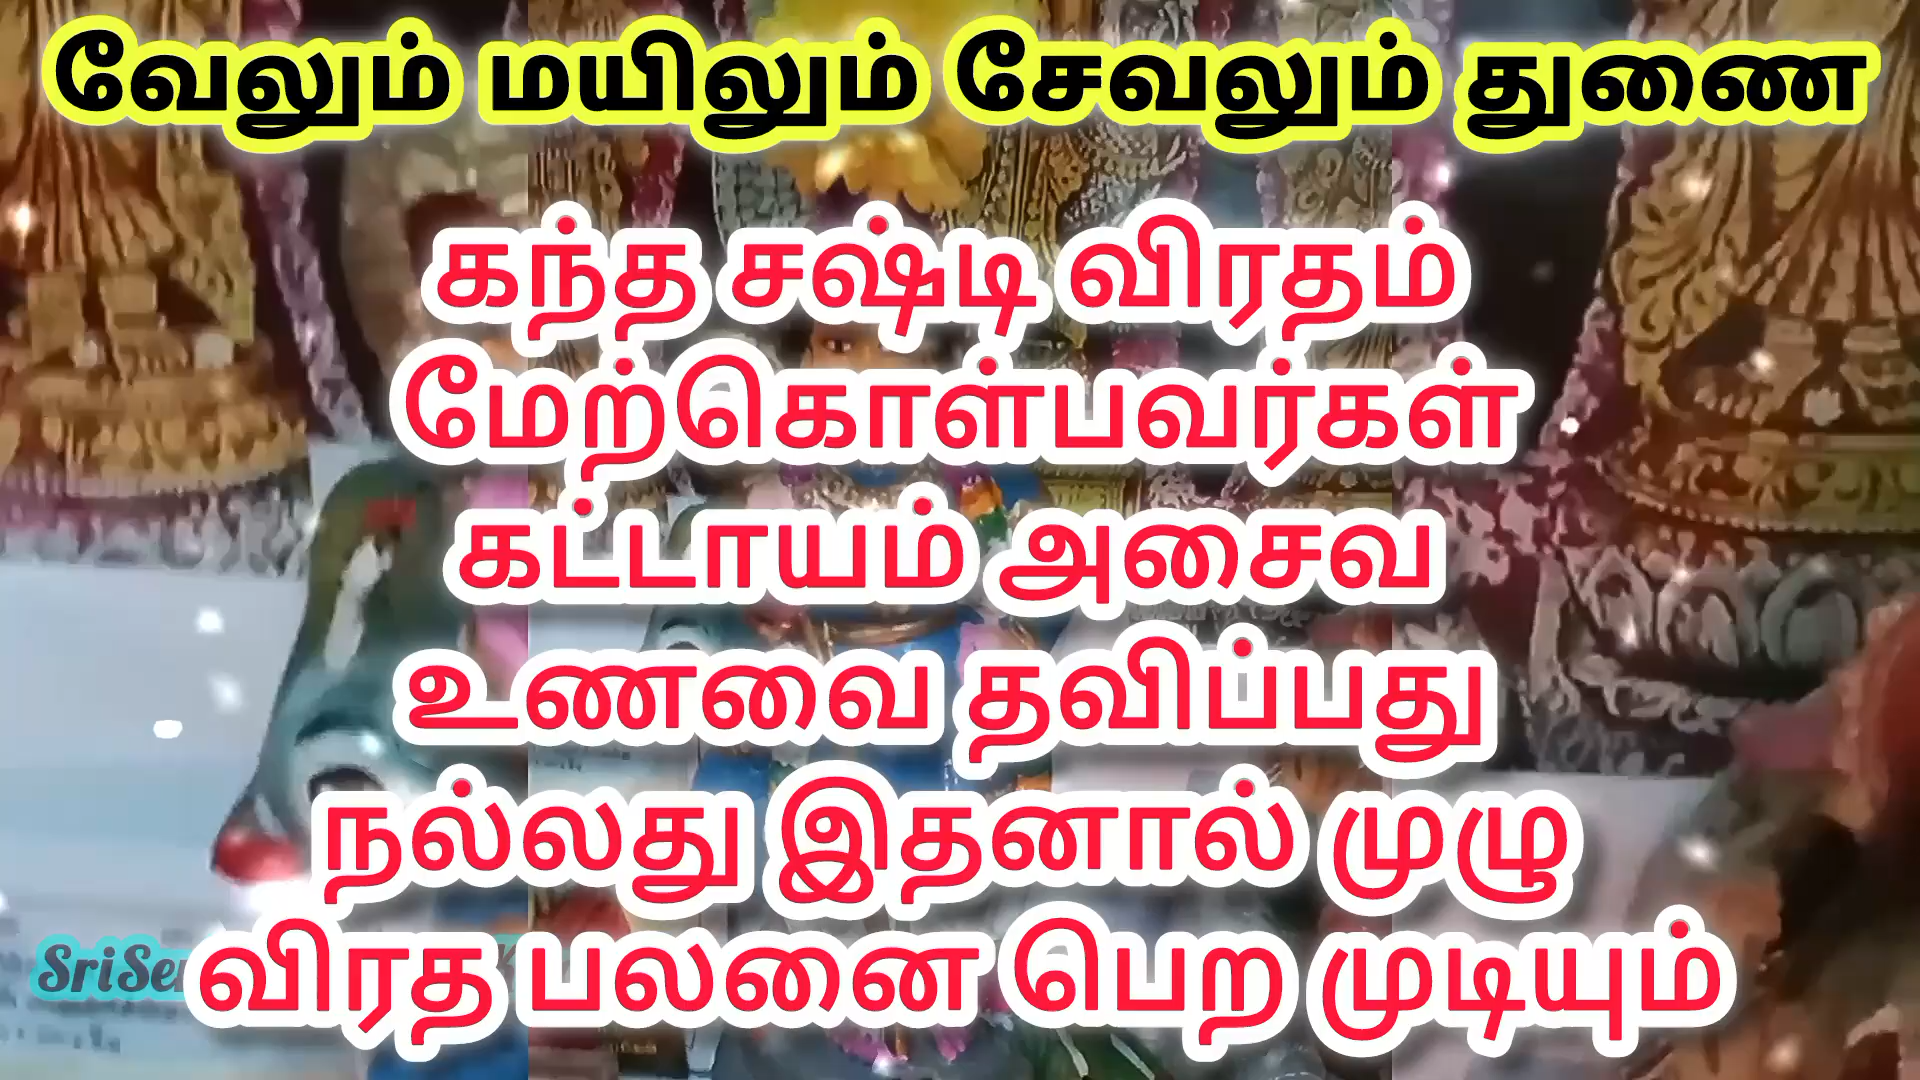 வேலும் மயிலும் சேவலும் துணை
கந்த சஷ்டி விரதம்
மேற்கொள்பவர்கள்
கட்டாயம் அசைவ
உணவை தவிப்பது
நல்லது இதனால் முழு
விரத பலனை பெற முடியும்